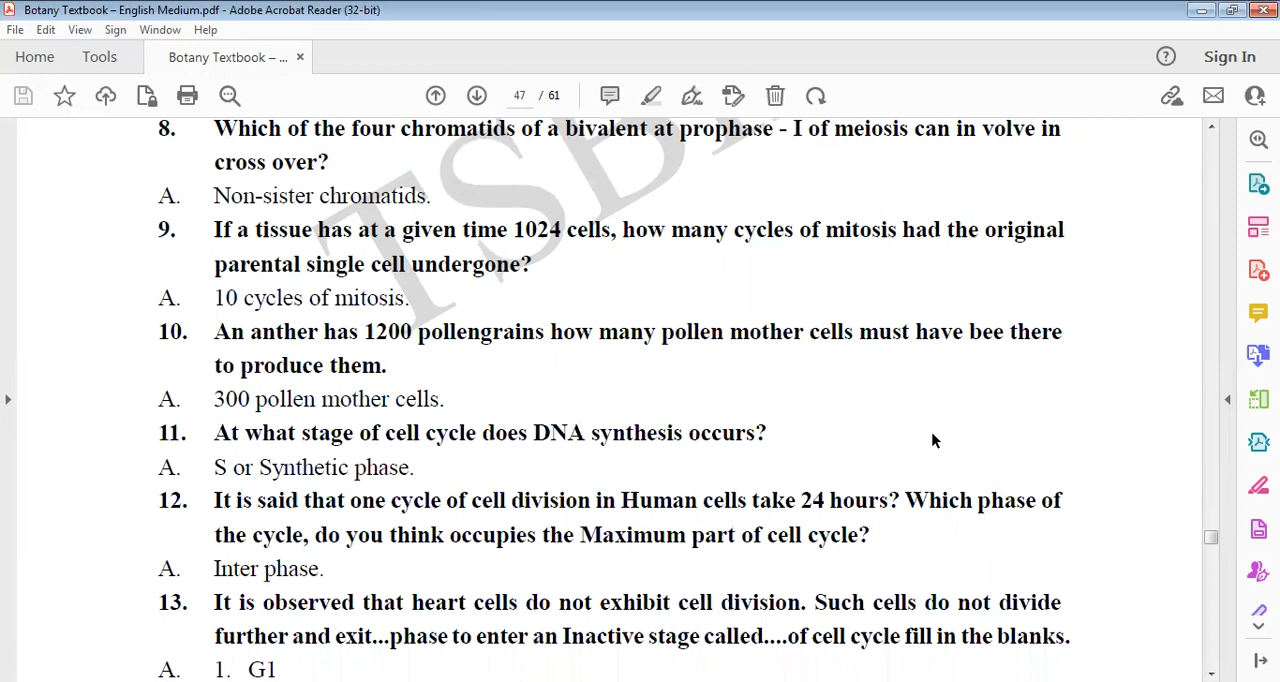 Botany Textbook – English Medium.pdf - Adobe Acrobat Reader (32-bit)
File Edit View Sign Window Help
Home Tools Botany Textbook – ... × Sign In
47 / 61
8. Which of the four chromatids of a bivalent at prophase - I of meiosis can in volve in
cross over?
A. Non-sister chromatids.
9. If a tissue has at a given time 1024 cells, how many cycles of mitosis had the original
parental single cell undergone?
A. 10 cycles of mitosis.
10. An anther has 1200 pollengrains how many pollen mother cells must have bee there
to produce them.
A. 300 pollen mother cells.
11. At what stage of cell cycle does DNA synthesis occurs?
A. S or Synthetic phase.
12. It is said that one cycle of cell division in Human cells take 24 hours? Which phase of
the cycle, do you think occupies the Maximum part of cell cycle?
A. Inter phase.
13. It is observed that heart cells do not exhibit cell division. Such cells do not divide
further and exit...phase to enter an Inactive stage called....of cell cycle fill in the blanks.
A. 1. G1